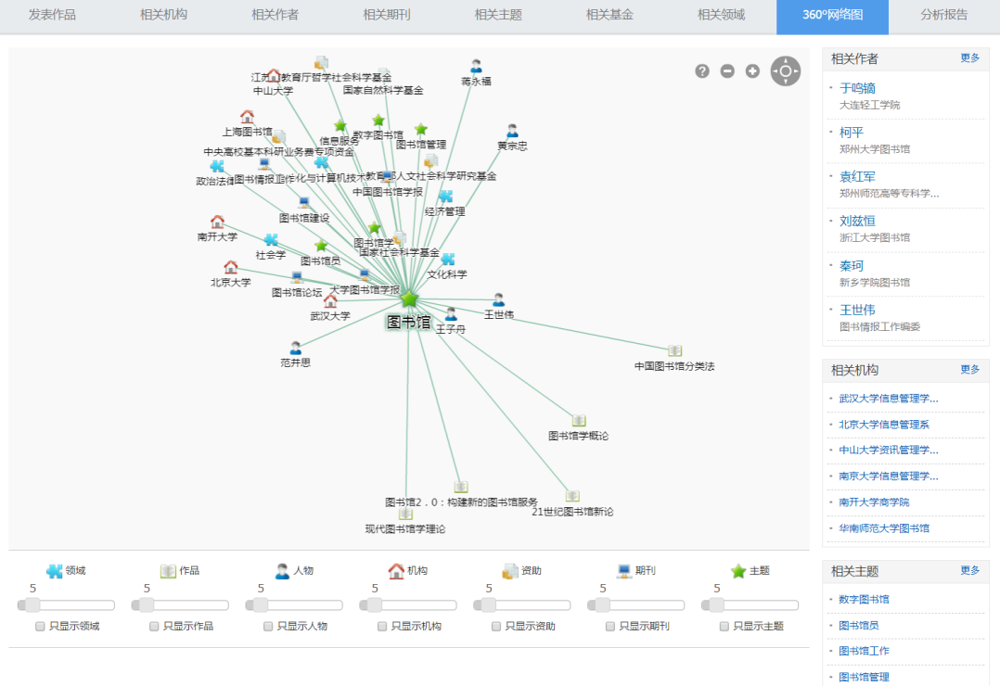 发表作品
相关机构
相关作者
相关期刊
相关主题
相关基金
相关领域
360º网络图
分析报告
江苏 教育厅哲学社会科学基金
中山大学
国家自然科学基金
蒋永福
上海图书馆
信息服务
数字图书馆
图书馆管理
黄宗忠
中央高校基本科研业务费专项资金
政治法律
图书情报工作
自动化与计算机技术
教育部人文社会科学研究基金
中国图书馆学报
经济管理
图书馆建设
南开大学
社会学
图书馆学
国家社会科学基金
图书馆员
文化科学
北京大学
图书馆论坛
大学图书馆学报
武汉大学
图书馆
王子舟
王世伟
范并思
中国图书馆分类法
图书馆学概论
图书馆2．0：构建新的图书馆服务
21世纪图书馆新论
现代图书馆学理论
领域
作品
人物
机构
资助
期刊
主题
5
5
5
5
5
5
5
只显示领域
只显示作品
只显示人物
只显示机构
只显示资助
只显示期刊
只显示主题
相关作者
更多
于鸣镝
大连轻工学院
柯平
郑州大学图书馆
袁红军
郑州师范高等专科学...
刘兹恒
浙江大学图书馆
秦珂
新乡学院图书馆
王世伟
图书情报工作编委
相关机构
更多
武汉大学信息管理学...
北京大学信息管理系
中山大学资讯管理学...
南京大学信息管理学...
南开大学商学院
华南师范大学图书馆
相关主题
更多
数字图书馆
图书馆员
图书馆工作
图书馆管理